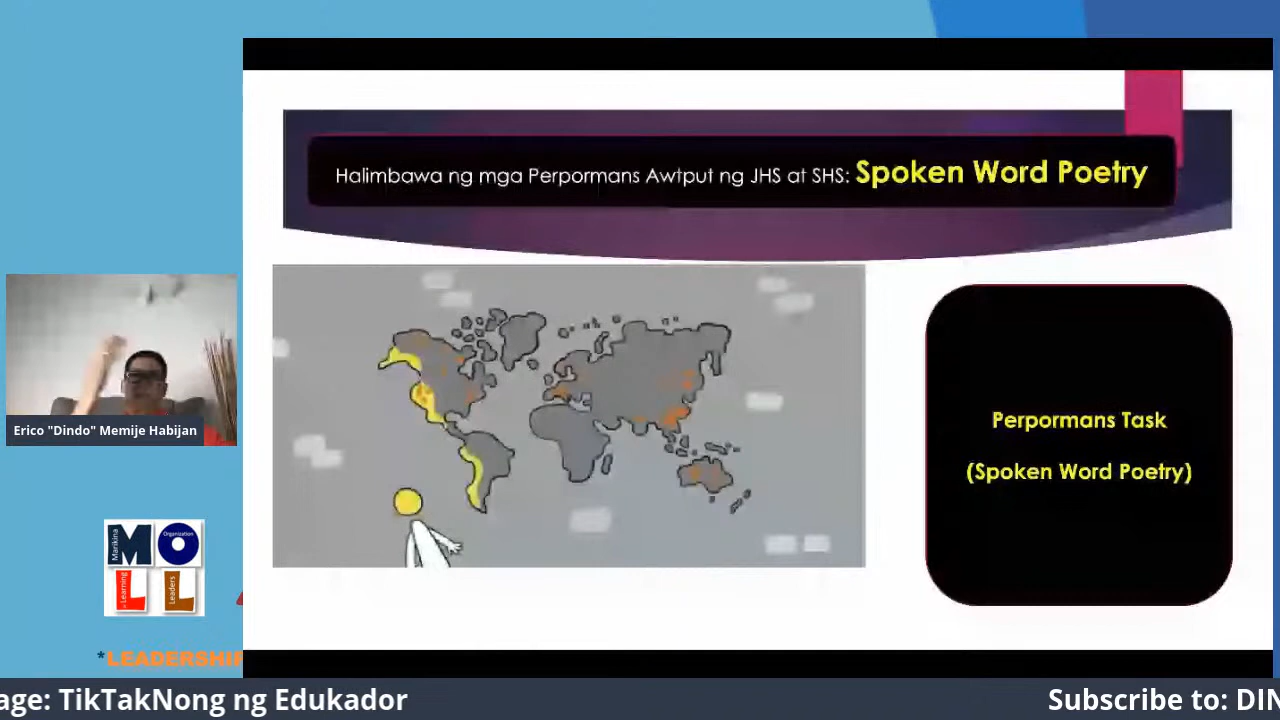 Halimbawa ng mga Perpormans Awtput ng JHS at SHS: Spoken Word Poetry
Perpormans Task
(Spoken Word Poetry)
Erico "Dindo" Memije Habijan
M
Marikina
Organization
L
Learning
L
Leaders
*LEADERSHIP
age: TikTakNong ng Edukador
Subscribe to: DIN